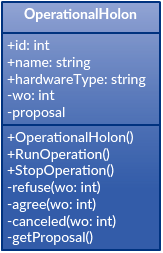 OperationalHolon
+id: int
+name: string
+hardwareType: string
-wo: int
-proposal
+OperationalHolon()
+RunOperation()
+StopOperation()
-refuse(wo: int)
-agree(wo: int)
-canceled(wo: int)
-getProposal()